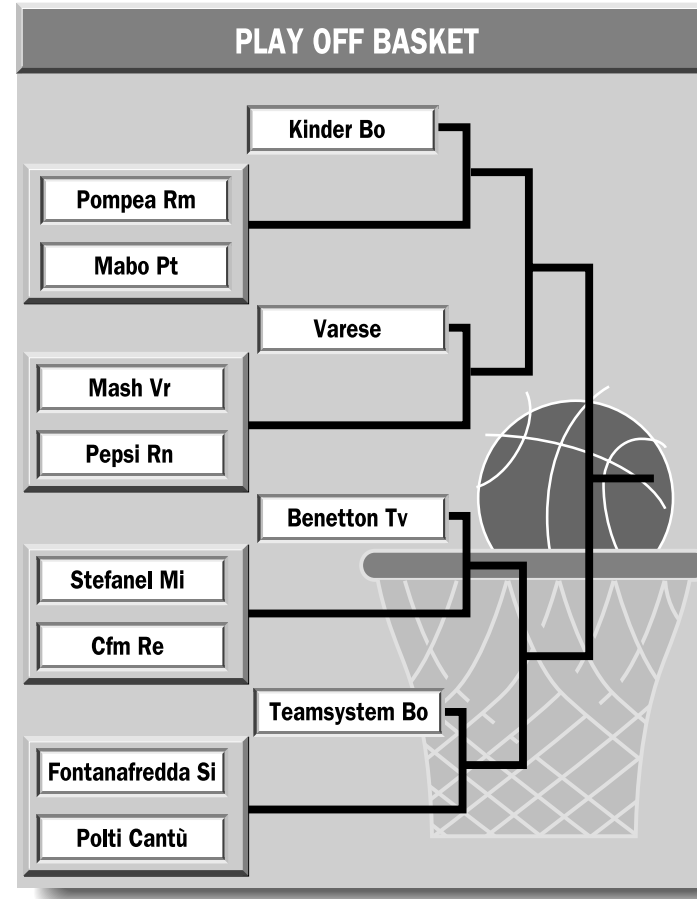 PLAY OFF BASKET
Kinder Bo
Pompea Rm
Mabo Pt
Varese
Mash Vr
Pepsi Rn
Benetton Tv
Stefanel Mi
Cfm Re
Teamsystem Bo
Fontanafredda Si
Polti Cantù